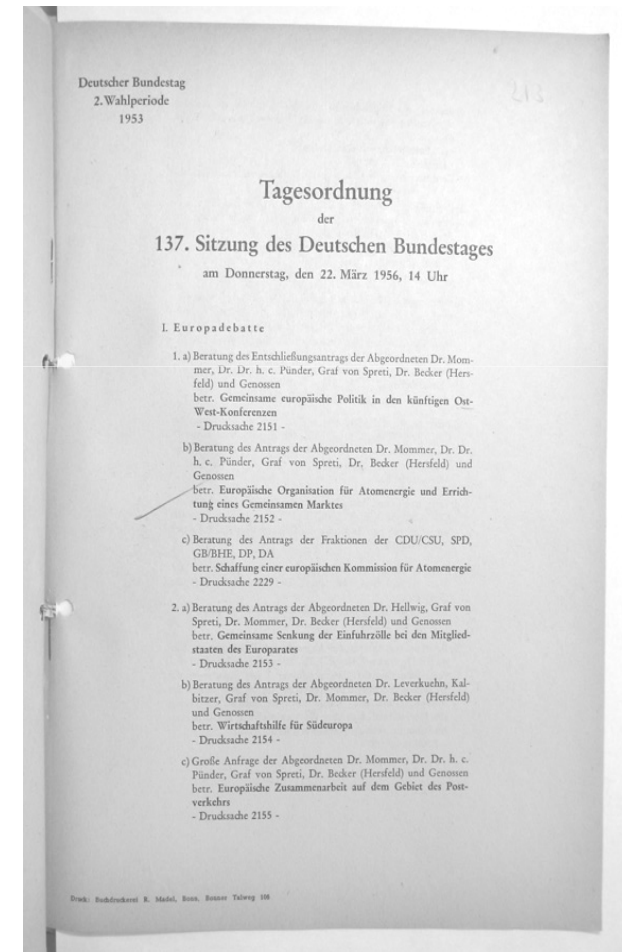 Deutscher Bundestag
2. Wahlperiode
1953
213
Tagesordnung
der
137. Sitzung des Deutschen Bundestages
am Donnerstag, den 22. März 1956, 14 Uhr
I. Europadebatte
1. a) Beratung des Entschließungsantrags der Abgeordneten Dr. Mom-
mer, Dr. Dr. h. c. Pünder, Graf von Spreti, Dr. Becker (Hers-
feld) und Genossen
betr. Gemeinsame europäische Politik in den künftigen Ost-
West-Konferenzen
- Drucksache 2151 -
b) Beratung des Antrags der Abgeordneten Dr. Mommer, Dr. Dr.
h. c. Pünder, Graf von Spreti, Dr. Becker (Hersfeld) und
Genossen
betr. Europäische Organisation für Atomenergie und Errich-
tung eines Gemeinsamen Marktes
- Drucksache 2152 -
c) Beratung des Antrags der Fraktionen der CDU/CSU, SPD,
GB/BHE, DP, DA
betr. Schaffung einer europäischen Kommission für Atomenergie
- Drucksache 2229 -
2. a) Beratung des Antrags der Abgeordneten Dr. Hellwig, Graf von
Spreti, Dr. Mommer, Dr. Becker (Hersfeld) und Genossen
betr. Gemeinsame Senkung der Einfuhrzölle bei den Mitglied-
staaten des Europarates
- Drucksache 2153 -
b) Beratung des Antrags der Abgeordneten Dr. Leverkuehn, Kal-
bitzer, Graf von Spreti, Dr. Mommer, Dr. Becker (Hersfeld)
und Genossen
betr. Wirtschaftshilfe für Südeuropa
- Drucksache 2154 -
c) Große Anfrage der Abgeordneten Dr. Mommer, Dr. Dr. h. c.
Pünder, Graf von Spreti, Dr. Becker (Hersfeld) und Genossen
betr. Europäische Zusammenarbeit auf dem Gebiet des Post-
verkehrs
- Drucksache 2155 -
Druck: Buchdruckerei R. Madel, Bonn, Bonner Talweg 108